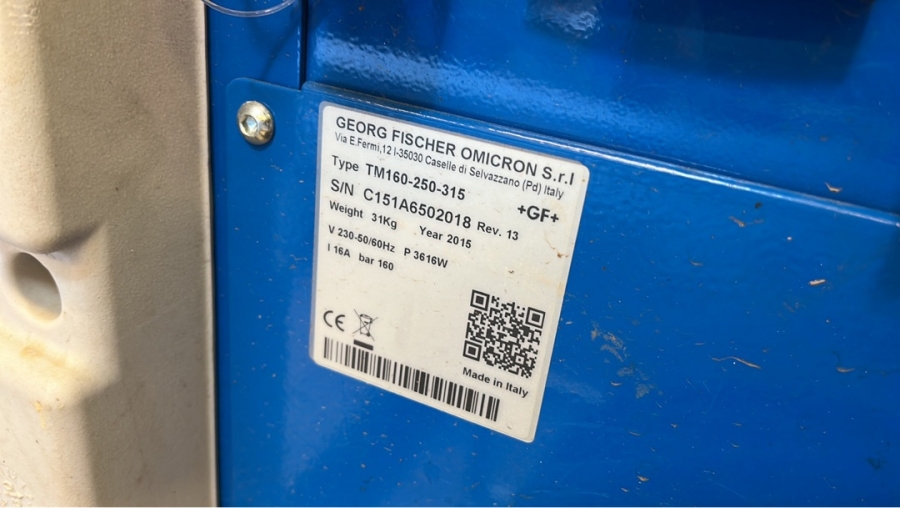 GEORG FISCHER OMICRON S.r.l
Via E.Fermi,12 I-35030 Caselle di Selvazzano (Pd) Italy
Type TM160-250-315
+GF+
S/N C151A6502018 Rev. 13
Weight 31Kg Year 2015
V 230-50/60Hz P 3616W
I 16A bar 160
CE
Made in Italy